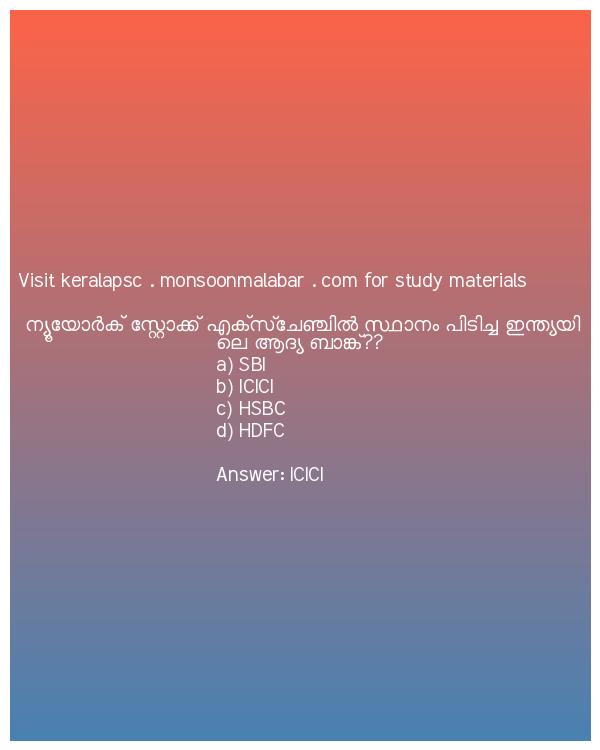 Visit keralapsc . monsoonmalabar . com for study materials
ന്യൂയോർക് സ്റ്റോക്ക് എക്സ്ചേഞ്ചിൽ സ്ഥാനം പിടിച്ച ഇന്ത്യയി
ലെ ആദ്യ ബാങ്ക്??
a) SBI
b) ICICI
c) HSBC
d) HDFC
Answer: ICICI